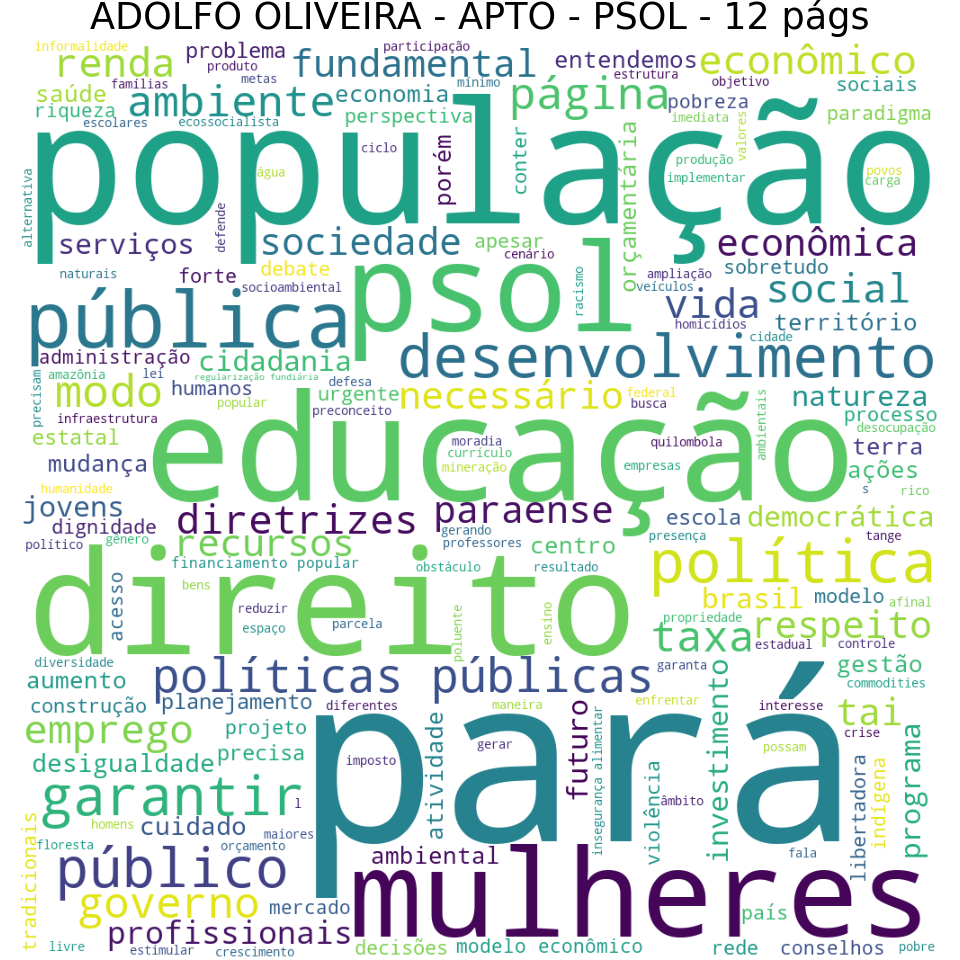 ADOLFO OLIVEIRA - APTO - PSOL - 12 págs
informalidade
problema
participação
renda
produto
fundamental
entendemos
econômico
famílias
metas
mínimo
estrutura
objetivo
sociais
saúde
ambiente
economia
página
pobreza
riqueza
escolares
ecossocialista
perspectiva
imediata
paradigma
população
ciclo
porém
conter
orçamentária
valores
produção
povos
água
implementar
carga
alternativa
defende
serviços
sociedade
apesar
cenário
econômica
naturais
forte
debate
socioambiental
psol
racismo
ampliação
sobretudo
veículos
vida
social
pública
homicídios
território
cidade
administração
cidadania
desenvolvimento
amazônia
lei
regularização fundiária
defesa
precisam
modo
humanos
urgente
necessário
federal
natureza
popular
preconceito
busca
processo
infraestrutura
desocupação
estatal
educação
moradia
quilombola
ambientais
terra
currículo
mudança
mineração
empresas
ações
humanidade
s
rico
jovens
diretrizes
paraense
escola
democrática
dignidade
gerando
político
gênero
recursos
professores
centro
presença
tange
financiamento popular
obstáculo
resultado
política
direito
acesso
bens
brasil
modelo
afinal
reduzir
propriedade
espaço
parcela
poluente
ensino
taxa
respeito
estadual
controle
diversidade
políticas públicas
garanta
gestão
aumento
commodities
construção
planejamento
diferentes
maneira
enfrentar
interesse
pará
emprego
projeto
atividade
futuro
investimento
tai
crise
desigualdade
precisa
imposto
gerar
insegurança alimentar
possam
programa
violência
libertadora
indígena
garantir
l
âmbito
homens
cuidado
maiores
tradicionais
floresta
orçamento
ambiental
fala
público
mulheres
governo
mercado
país
profissionais
livre
estimular
crescimento
decisões
modelo econômico
rede
conselhos
pobre